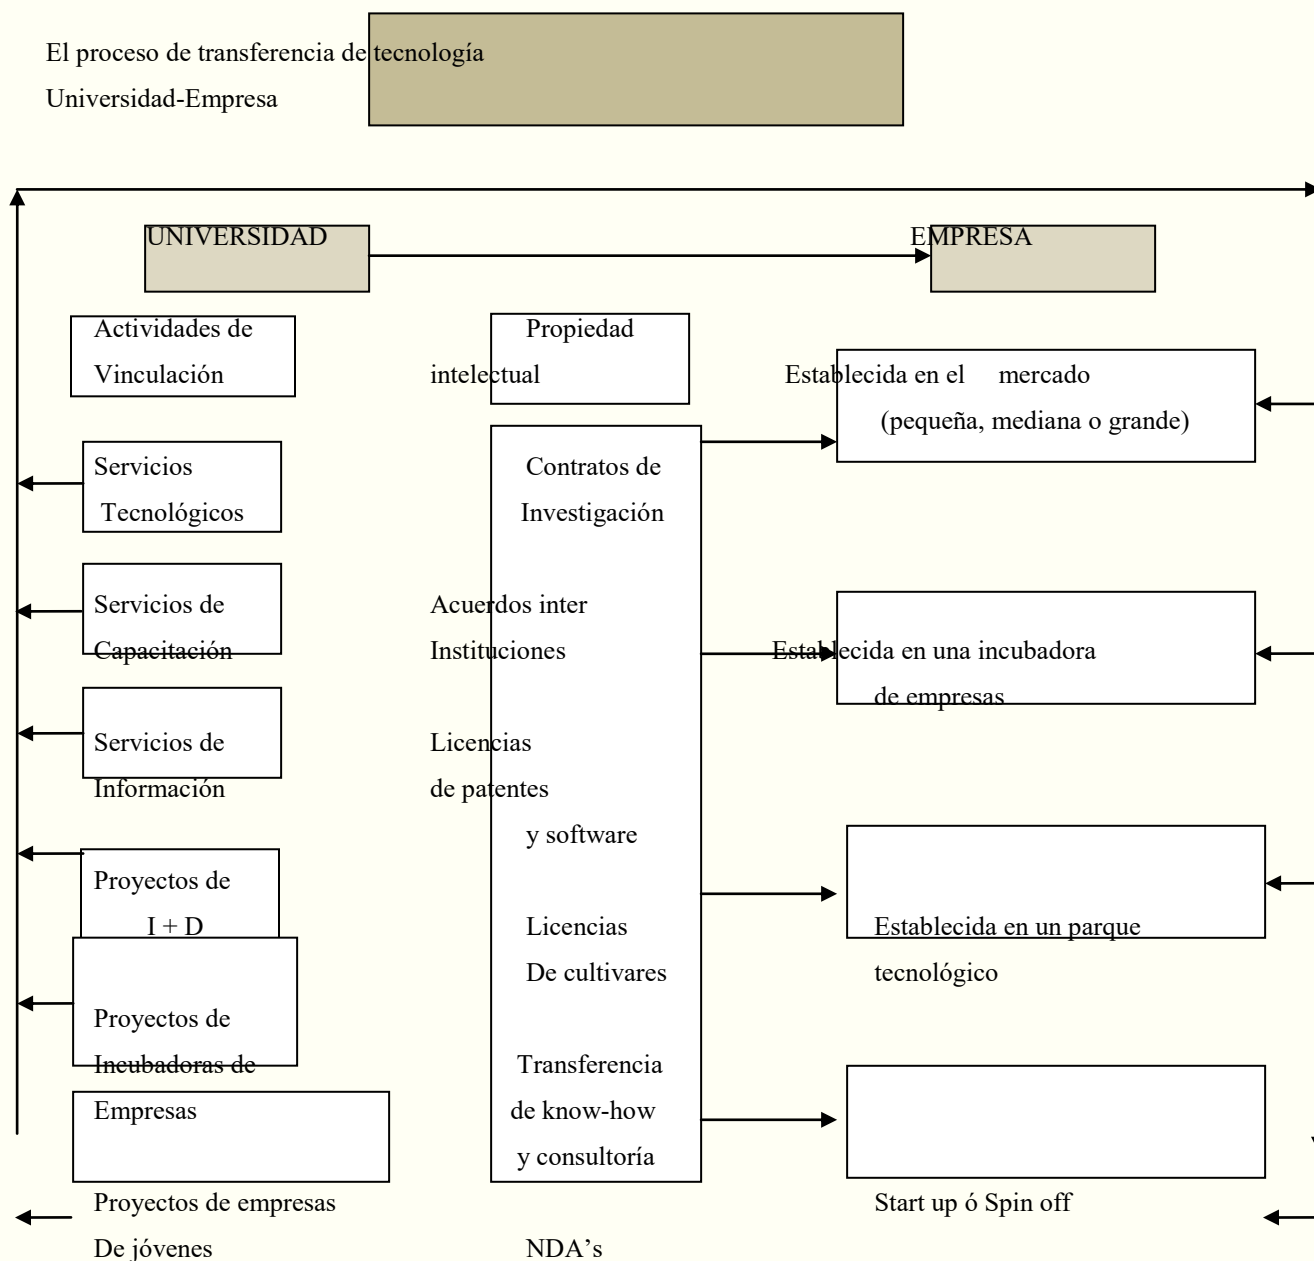 El proceso de transferencia de tecnología
Universidad-Empresa
UNIVERSIDAD
EMPRESA
Actividades de
Vinculación
Servicios
Tecnológicos
Servicios de
Capacitación
Servicios de
Información
Proyectos de
I + D
Proyectos de
Incubadoras de
Empresas
Proyectos de empresas
De jóvenes
Propiedad
intelectual
Contratos de
Investigación
Acuerdos inter
Instituciones
Licencias
de patentes
y software
Licencias
De cultivares
Transferencia
de know-how
y consultoría
NDA’s
Establecida en el mercado
(pequeña, mediana o grande)
Establecida en una incubadora
de empresas
Establecida en un parque
tecnológico
Start up ó Spin off